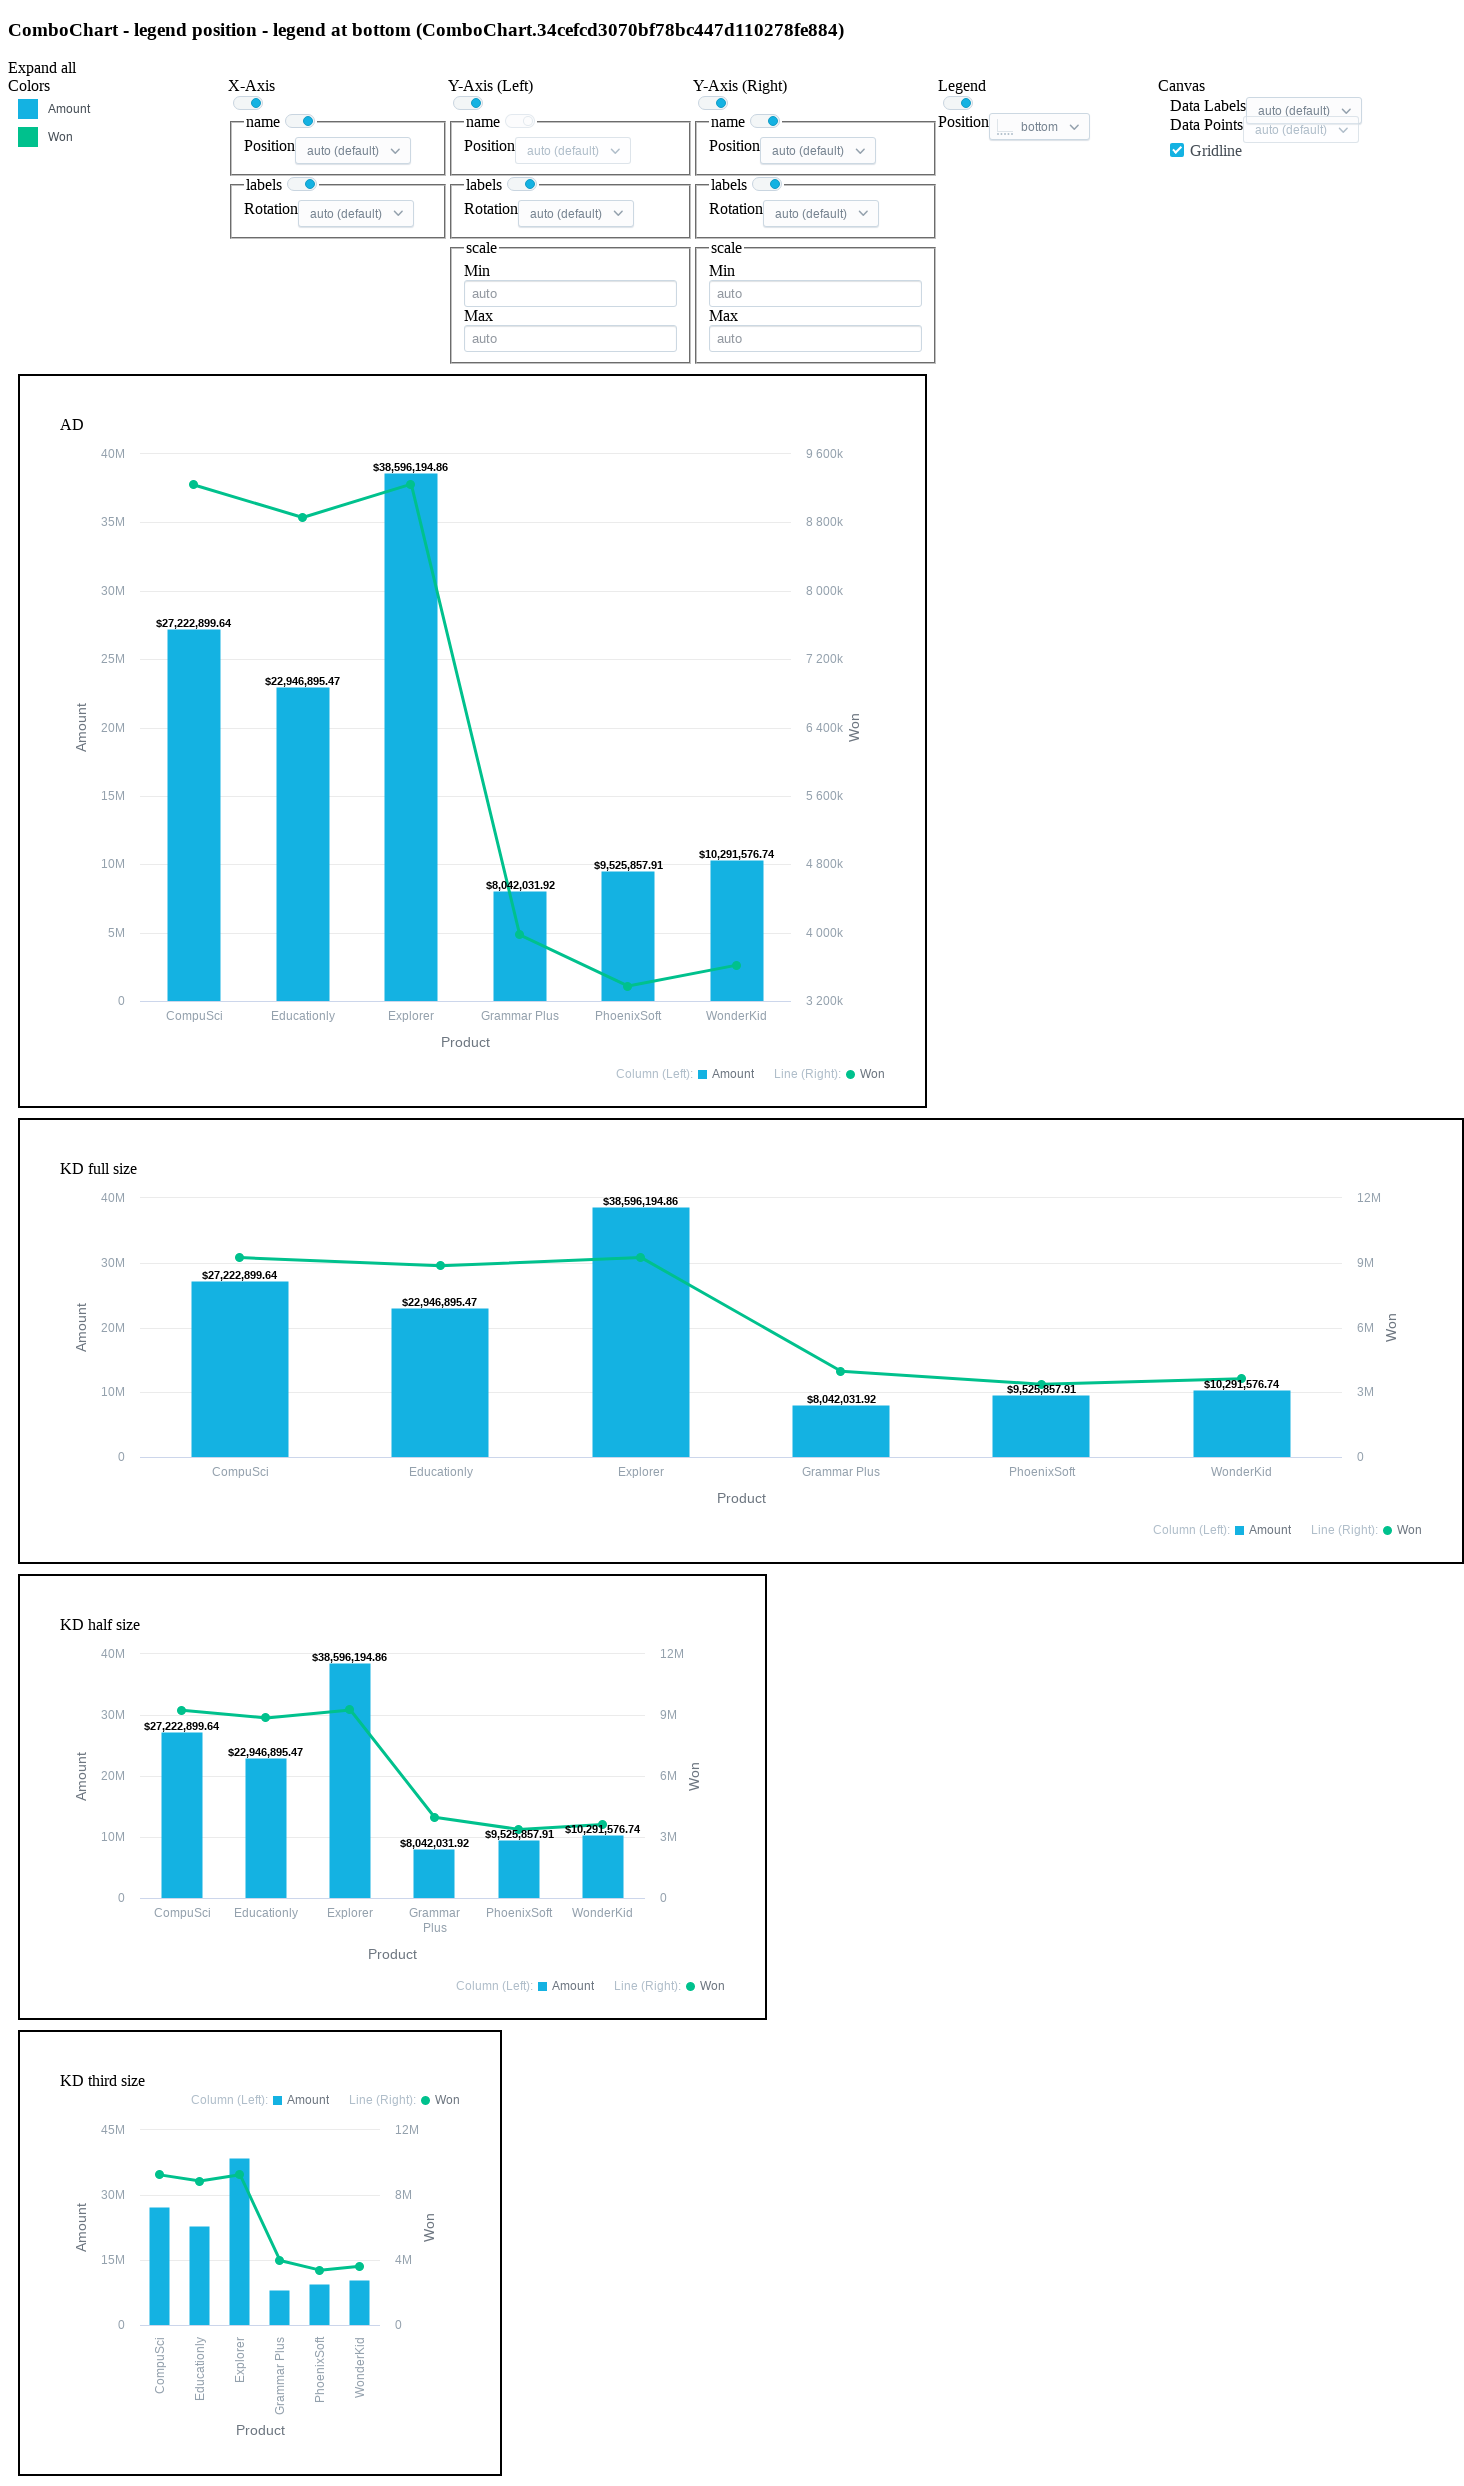 ComboChart - legend position - legend at bottom (ComboChart.34cefcd3070bf78bc447d110278fe884)
Expand all
Colors
Amount
Won
X-Axis
name
Position auto (default)
labels
Rotation auto (default)
Y-Axis (Left)
name
Position auto (default)
labels
Rotation auto (default)
scale
Min
auto
Max
auto
Y-Axis (Right)
name
Position auto (default)
labels
Rotation auto (default)
scale
Min
auto
Max
auto
Legend
Position bottom
Canvas
Data Labels auto (default)
Data Points auto (default)
Gridline
AD
40M
35M
30M
25M
20M
15M
10M
5M
0
Amount
$27,222,899.64
$22,946,895.47
$38,596,194.86
$8,042,031.92
$9,525,857.91
$10,291,576.74
9 600k
8 800k
8 000k
7 200k
6 400k
5 600k
4 800k
4 000k
3 200k
Won
CompuSci Educationly Explorer Grammar Plus PhoenixSoft WonderKid
Product
Column (Left): Amount Line (Right): Won
KD full size
40M
30M
20M
10M
0
Amount
$27,222,899.64
$22,946,895.47
$38,596,194.86
$8,042,031.92
$9,525,857.91
$10,291,576.74
12M
9M
6M
3M
0
Won
CompuSci Educationly Explorer Grammar Plus PhoenixSoft WonderKid
Product
Column (Left): Amount Line (Right): Won
KD half size
40M
30M
20M
10M
0
Amount
$27,222,899.64
$22,946,895.47
$38,596,194.86
$8,042,031.92
$9,525,857.91
$10,291,576.74
12M
9M
6M
3M
0
Won
CompuSci Educationly Explorer Grammar PhoenixSoft WonderKid
Plus
Product
Column (Left): Amount Line (Right): Won
KD third size
Column (Left): Amount Line (Right): Won
45M
30M
15M
0
Amount
12M
8M
4M
0
Won
CompuSci
Educationly
Explorer
Grammar Plus
PhoenixSoft
WonderKid
Product